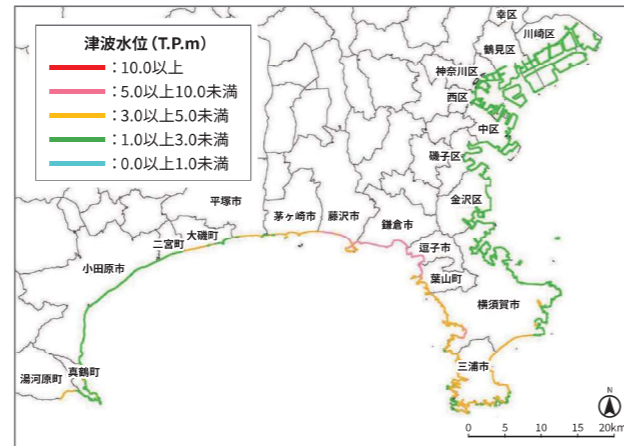 津波水位（T.P.m）
：10.0以上
：5.0以上10.0未満
：3.0以上5.0未満
：1.0以上3.0未満
：0.0以上1.0未満
幸区
川崎区
鶴見区
神奈川区
西区
中区
磯子区
金沢区
平塚市
茅ヶ崎市
藤沢市
鎌倉市
大磯町
二宮町
逗子市
小田原市
葉山町
横須賀市
三浦市
真鶴町
湯河原町
N
0 5 10 15 20km